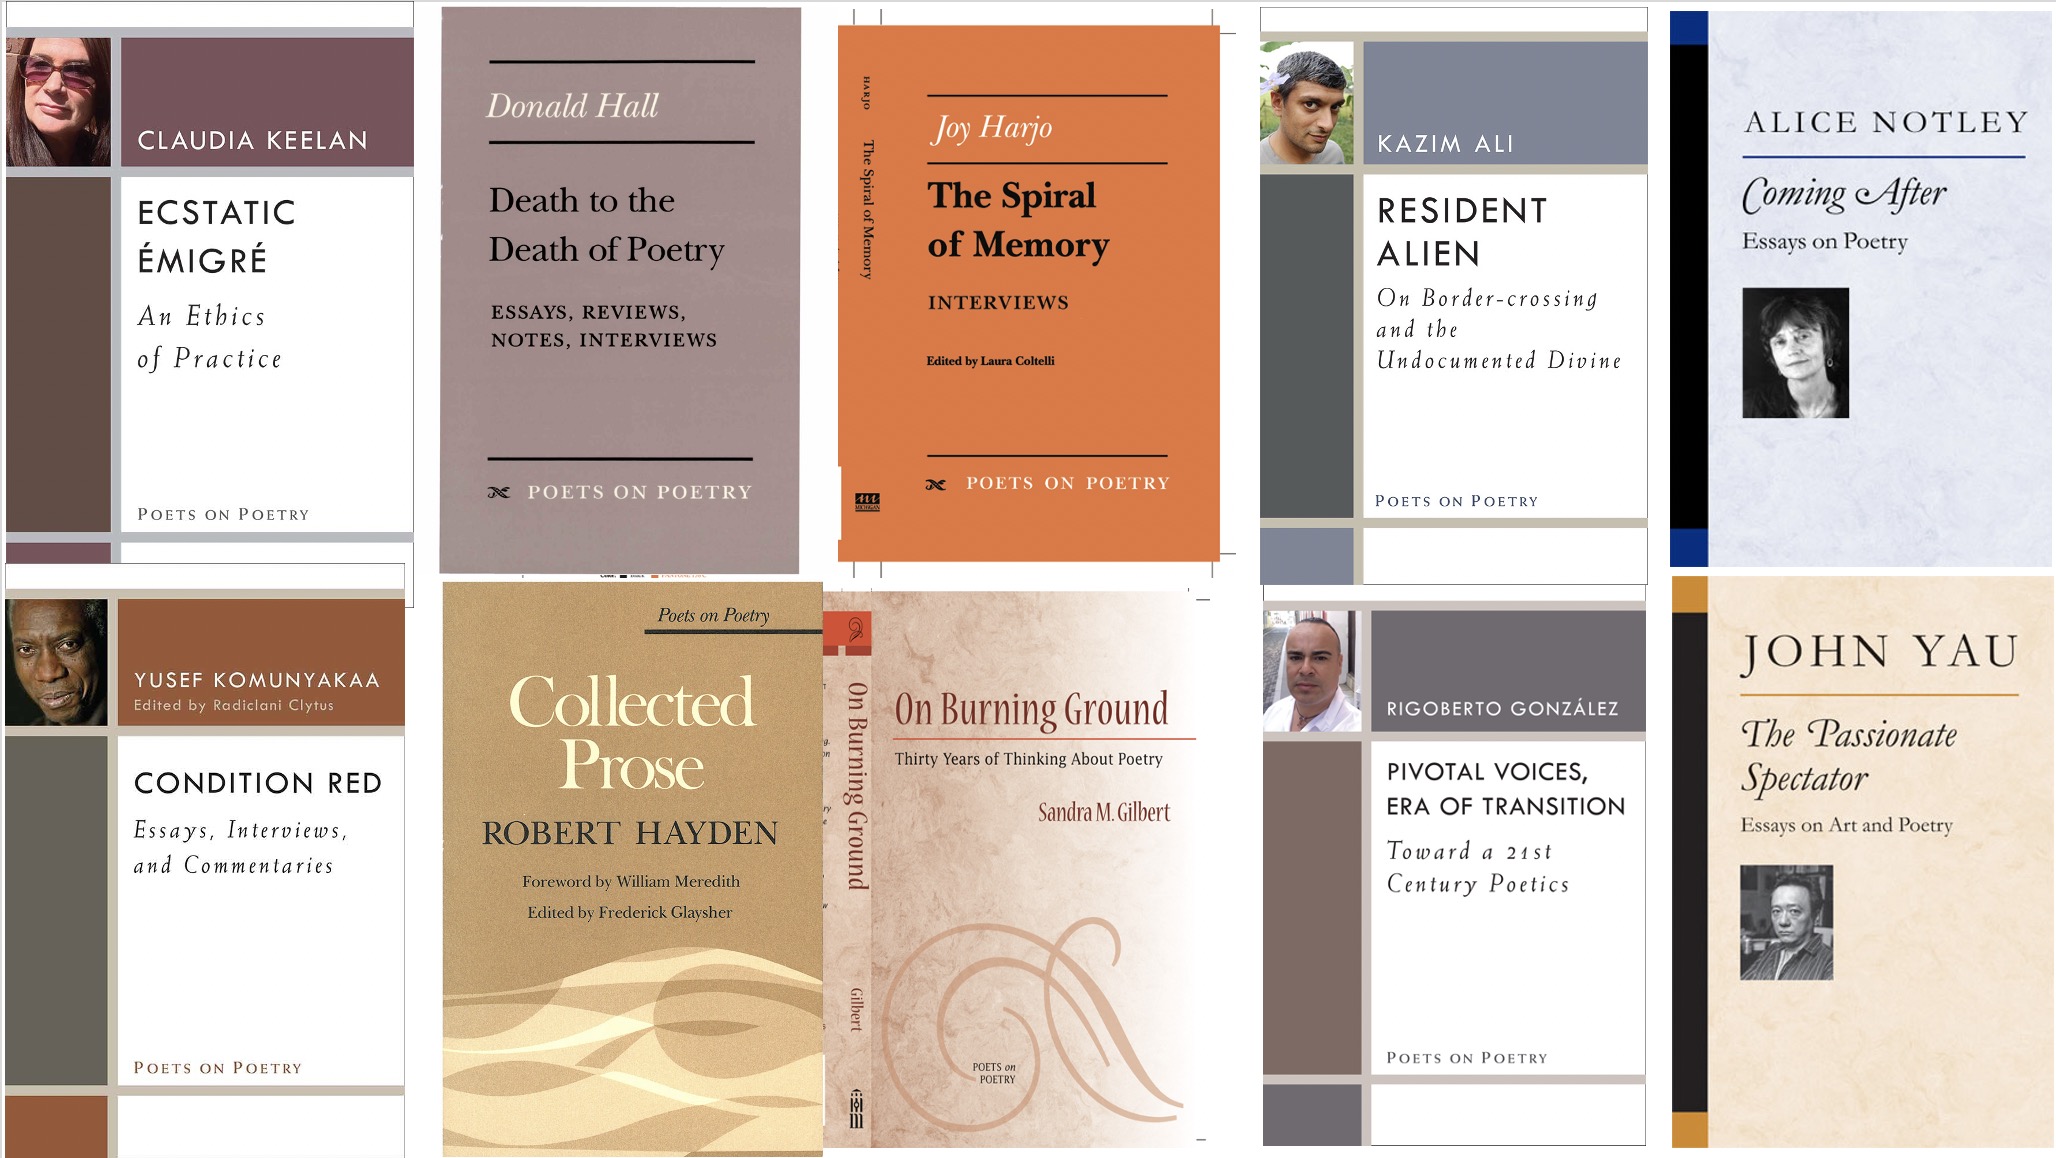 CLAUDIA KEELAN
ECSTATIC
ÉMIGRÉ
An Ethics
of Practice
POETS ON POETRY
Donald Hall
Death to the
Death of Poetry
ESSAYS, REVIEWS,
NOTES, INTERVIEWS
POETS ON POETRY
HARJO
The Spiral of Memory
MICHIGAN
Joy Harjo
The Spiral
of Memory
INTERVIEWS
Edited by Laura Coltelli
POETS ON POETRY
KAZIM ALI
RESIDENT
ALIEN
On Border-crossing
and the
Undocumented Divine
POETS ON POETRY
ALICE NOTLEY
Coming After
Essays on Poetry
YUSEF KOMUNYAKAA
Edited by Radiclani Clytus
CONDITION RED
Essays, Interviews,
and Commentaries
POETS ON POETRY
Poets on Poetry
Collected
Prose
ROBERT HAYDEN
Foreword by William Meredith
Edited by Frederick Glaysher
On Burning Ground
Gilbert
On Burning Ground
Thirty Years of Thinking About Poetry
Sandra M. Gilbert
POETS on
POETRY
RIGOBERTO GONZÁLEZ
PIVOTAL VOICES,
ERA OF TRANSITION
Toward a 21st
Century Poetics
POETS ON POETRY
JOHN YAU
The Passionate
Spectator
Essays on Art and Poetry